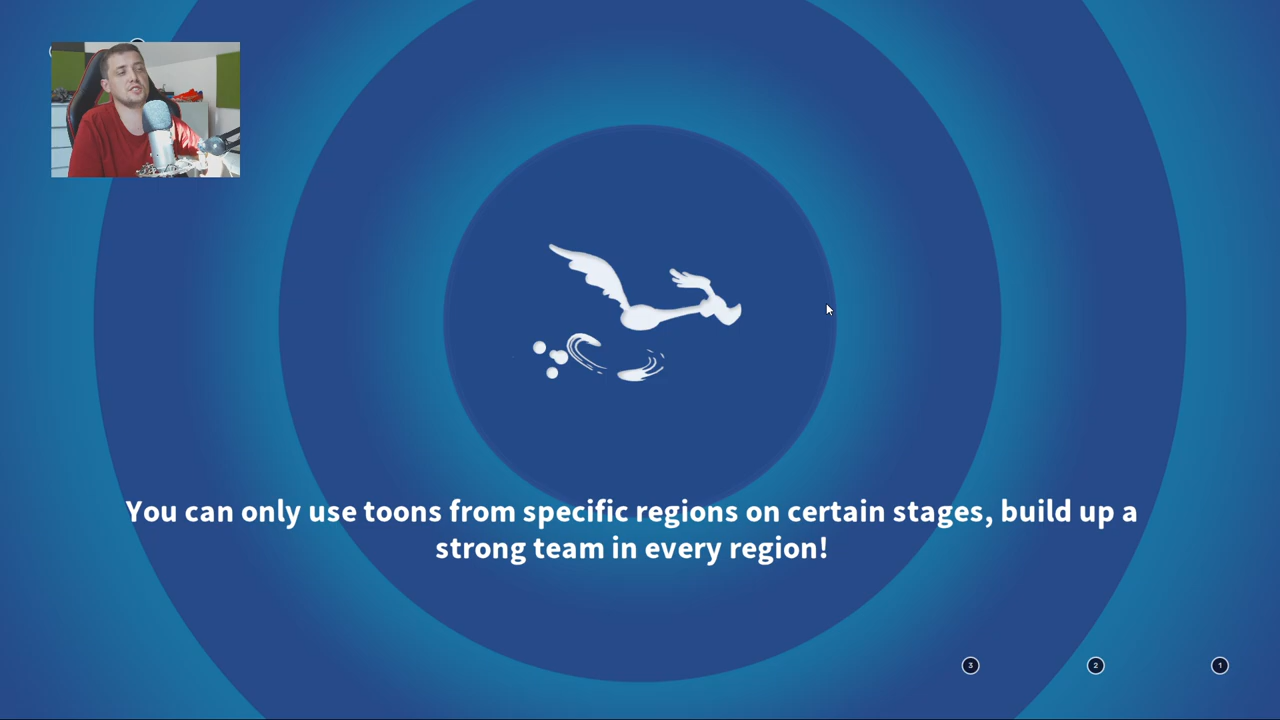 You can only use toons from specific regions on certain stages, build up a
strong team in every region!
3 2 1